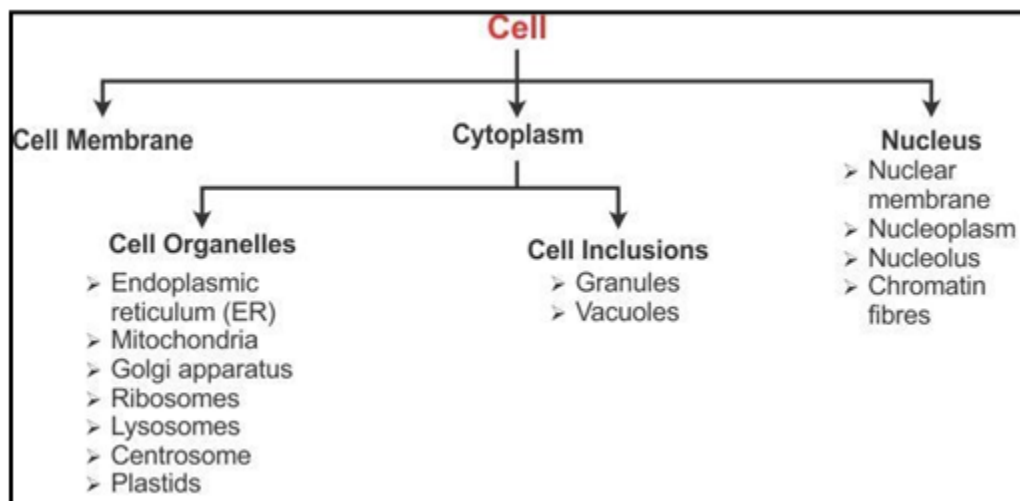 Cell
Cell Membrane
Cytoplasm
Nucleus
➢ Nuclear
membrane
➢ Nucleoplasm
➢ Nucleolus
➢ Chromatin
fibres
Cell Organelles
➢ Endoplasmic
reticulum (ER)
➢ Mitochondria
➢ Golgi apparatus
➢ Ribosomes
➢ Lysosomes
➢ Centrosome
➢ Plastids
Cell Inclusions
➢ Granules
➢ Vacuoles